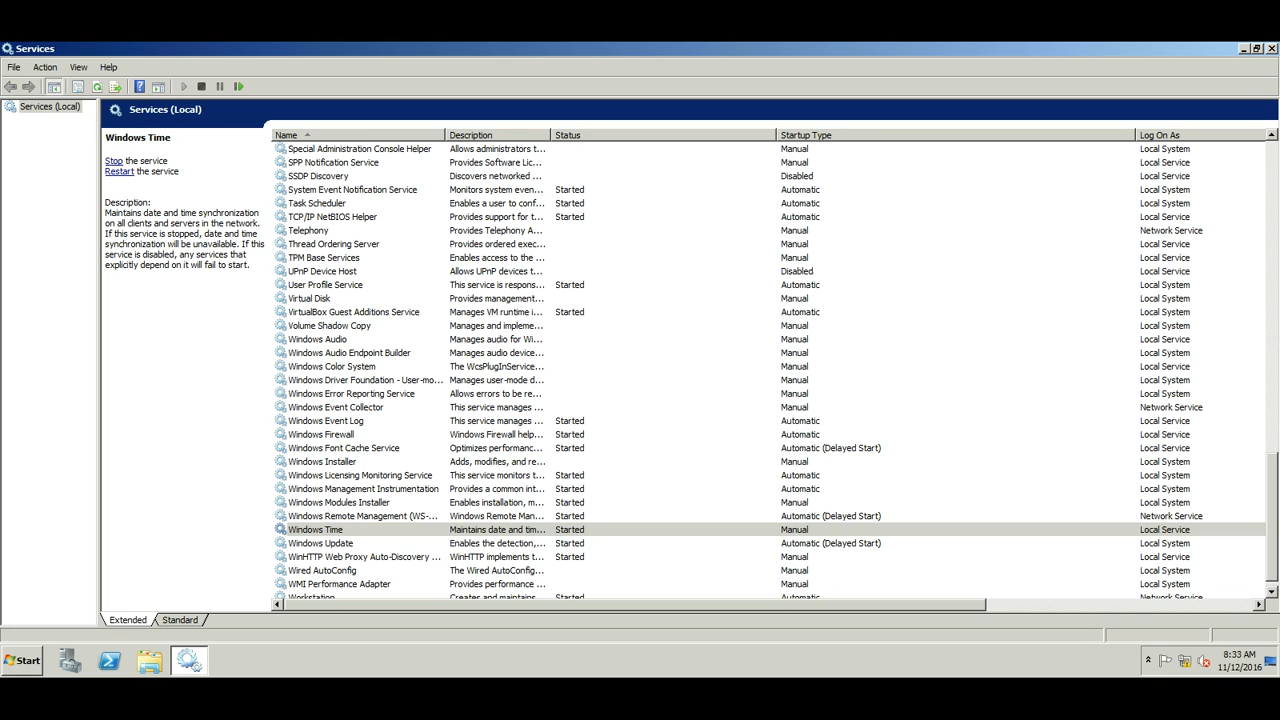 Services
File Action View Help
Services (Local)
Services (Local)
Windows Time
Stop the service
Restart the service
Description:
Maintains date and time synchronization
on all clients and servers in the network.
If this service is stopped, date and time
synchronization will be unavailable. If this
service is disabled, any services that
explicitly depend on it will fail to start.
Name Description Status Startup Type Log On As
Special Administration Console Helper Allows administrators t... Manual Local System
SPP Notification Service Provides Software Lic... Manual Local Service
SSDP Discovery Discovers networked ... Disabled Local Service
System Event Notification Service Monitors system even... Started Automatic Local System
Task Scheduler Enables a user to conf... Started Automatic Local System
TCP/IP NetBIOS Helper Provides support for t... Started Automatic Local Service
Telephony Provides Telephony A... Manual Network Service
Thread Ordering Server Provides ordered exec... Manual Local Service
TPM Base Services Enables access to the ... Manual Local Service
UPnP Device Host Allows UPnP devices t... Disabled Local Service
User Profile Service This service is respons... Started Automatic Local System
Virtual Disk Provides management... Manual Local System
VirtualBox Guest Additions Service Manages VM runtime i... Started Automatic Local System
Volume Shadow Copy Manages and impleme... Manual Local System
Windows Audio Manages audio for Wi... Manual Local Service
Windows Audio Endpoint Builder Manages audio device... Manual Local System
Windows Color System The WcsPlugInService... Manual Local Service
Windows Driver Foundation - User-mo... Manages user-mode d... Manual Local System
Windows Error Reporting Service Allows errors to be re... Manual Local System
Windows Event Collector This service manages ... Manual Network Service
Windows Event Log This service manages ... Started Automatic Local Service
Windows Firewall Windows Firewall help... Started Automatic Local Service
Windows Font Cache Service Optimizes performanc... Started Automatic (Delayed Start) Local Service
Windows Installer Adds, modifies, and re... Manual Local System
Windows Licensing Monitoring Service This service monitors t... Started Automatic Local System
Windows Management Instrumentation Provides a common int... Started Automatic Local System
Windows Modules Installer Enables installation, m... Started Manual Local System
Windows Remote Management (WS-... Windows Remote Man... Started Automatic (Delayed Start) Network Service
Windows Time Maintains date and tim... Started Manual Local Service
Windows Update Enables the detection,... Started Automatic (Delayed Start) Local System
WinHTTP Web Proxy Auto-Discovery ... WinHTTP implements t... Started Manual Local Service
Wired AutoConfig The Wired AutoConfig... Manual Local System
WMI Performance Adapter Provides performance ... Manual Local System
Workstation Creates and maintains Started Automatic Network Service
Extended Standard
Start
8:33 AM
11/12/2016